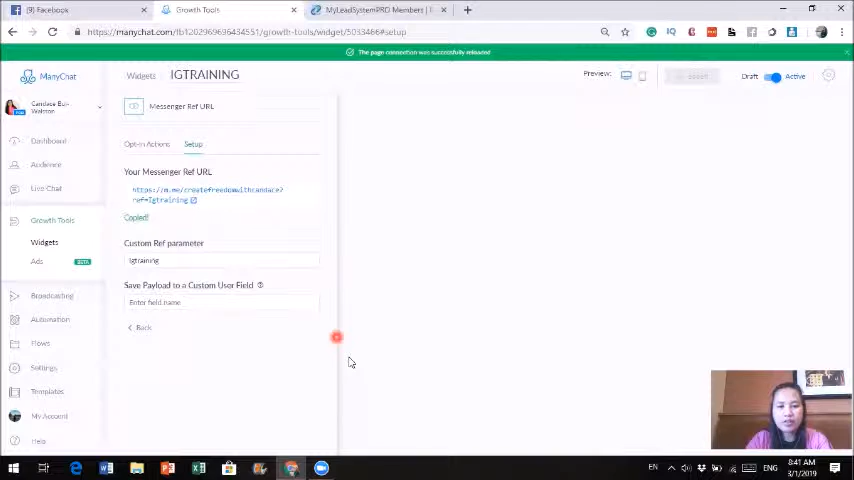 (9) Facebook
Growth Tools
MyLeadSystemPRO Members | I
https://manychat.com/fb120296969434551/growth-tools/widget/5033466#setup
The page connection was successfully reloaded
ManyChat
Widgets
IGTRAINING
Preview:
Draft
Active
Candace Bui-
Walston
PRO
Messenger Ref URL
Dashboard
Opt-in Actions
Setup
Audience
Your Messenger Ref URL
Live Chat
https://m.me/createfreedomwithcandace?
ref=Igtraining
Copied!
Growth Tools
Widgets
Custom Ref parameter
Ads
BETA
Igtraining
Save Payload to a Custom User Field
Broadcasting
Enter field name
Automation
Back
Flows
Settings
Templates
My Account
Help
EN
ENG
8:41 AM
3/1/2019